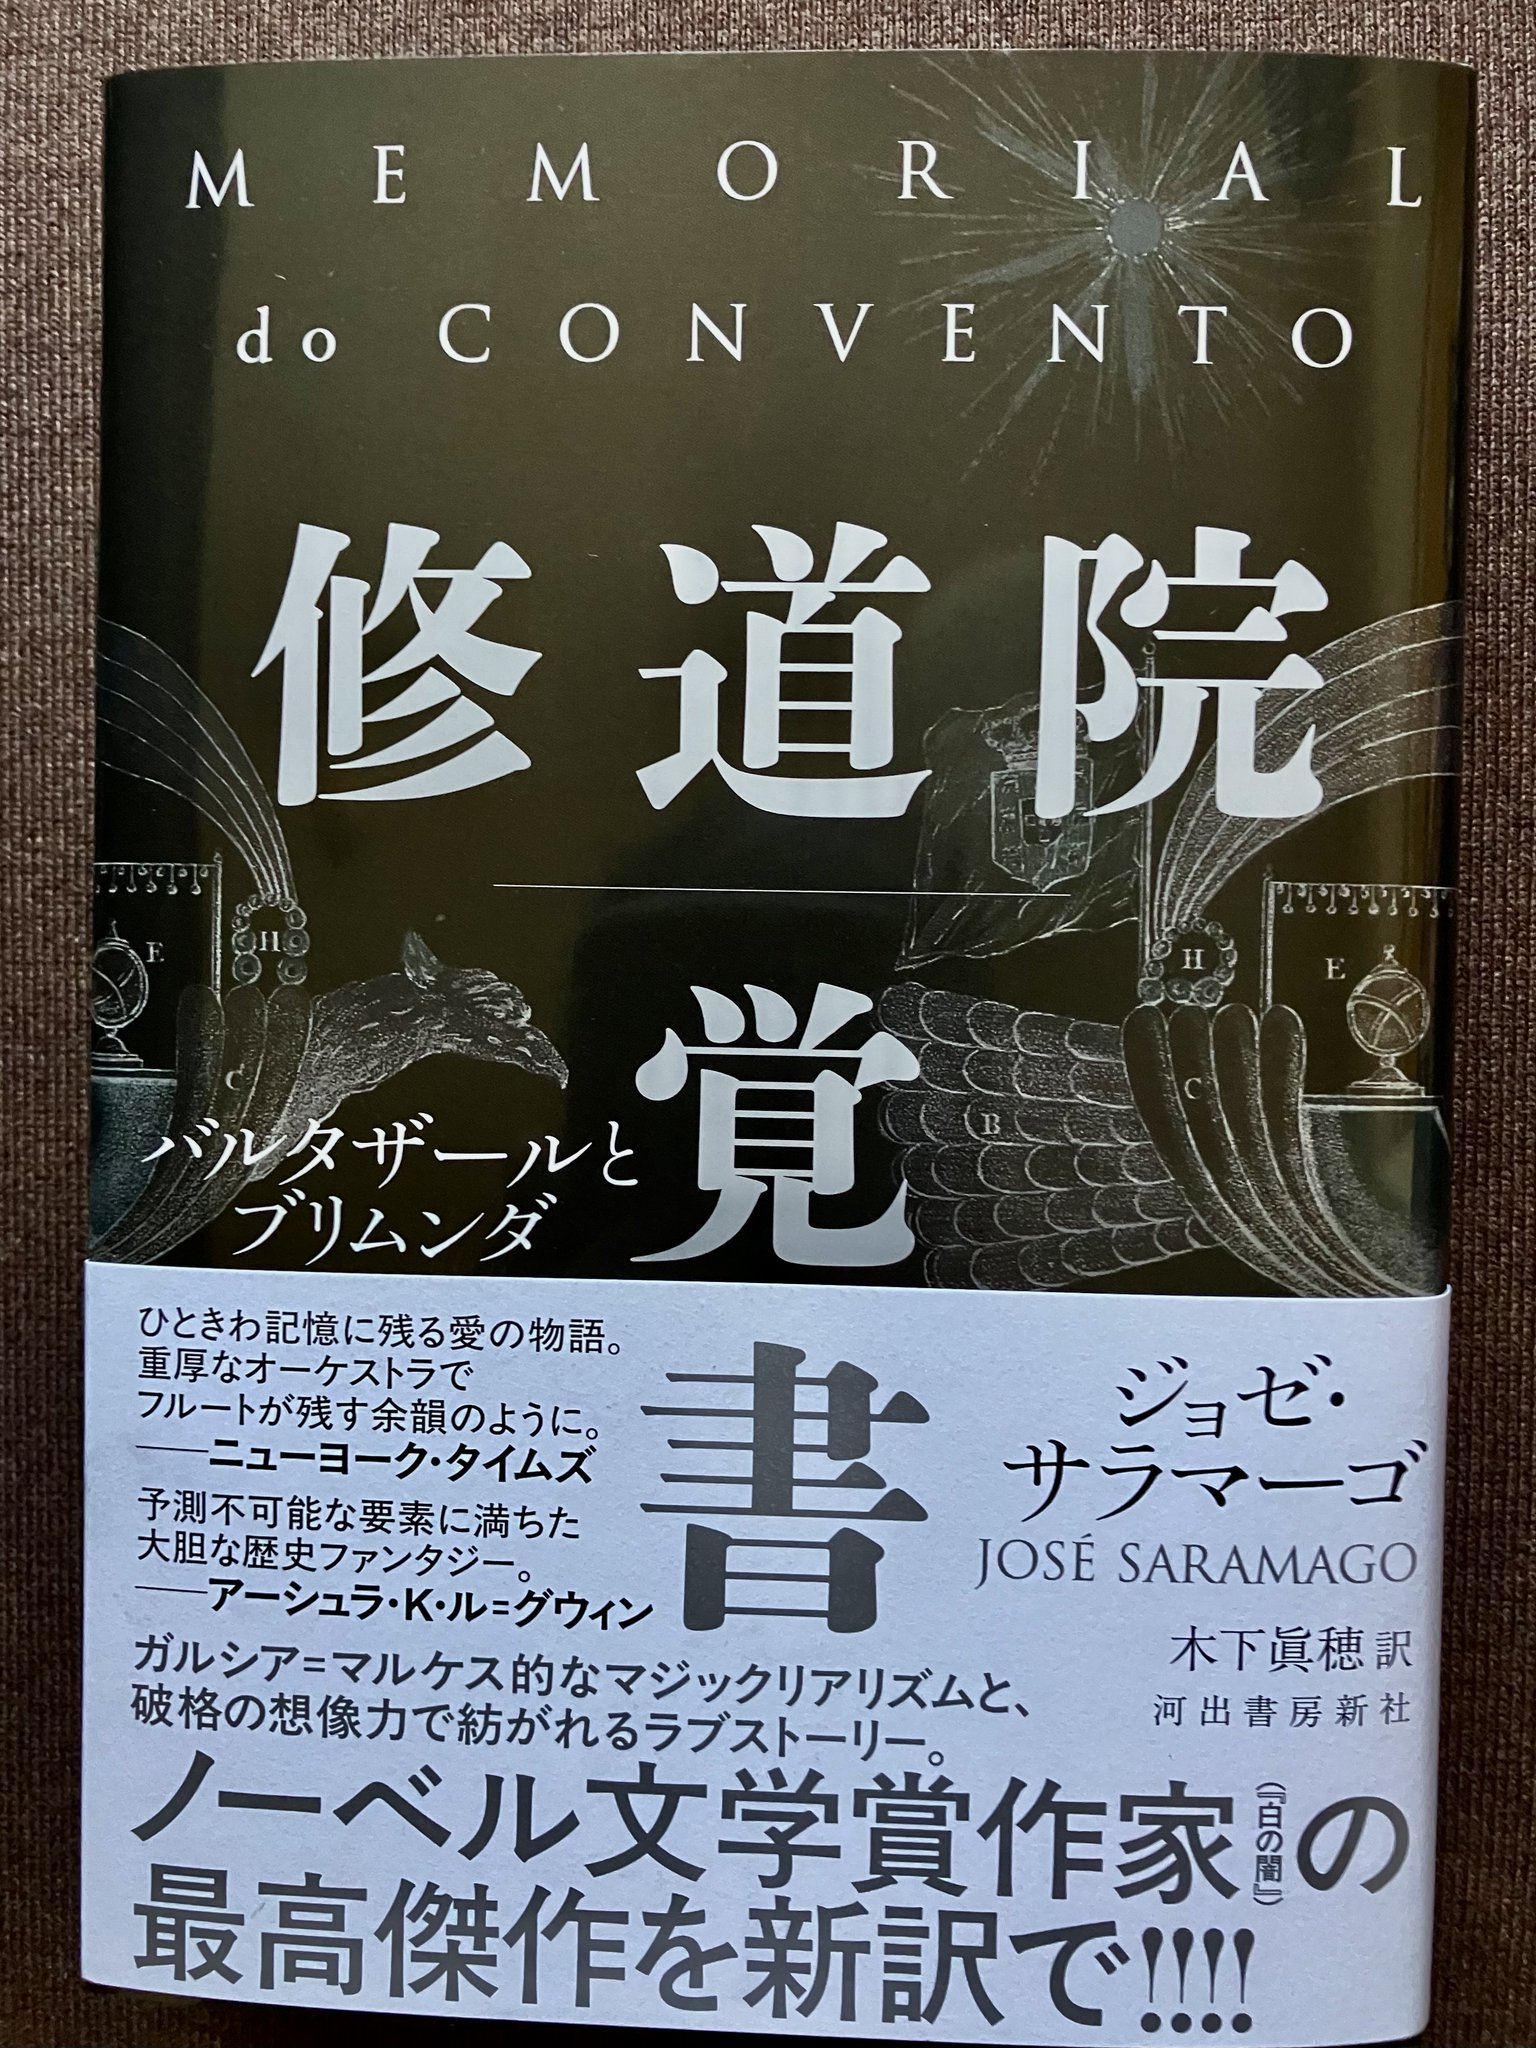 MEMORIAL
do CONVENTO
修道院
覚
書
バルタザールと
ブリムンダ
H
E
C
H
E
C
B
ひときわ記憶に残る愛の物語。
重厚なオーケストラで
フルートが残す余韻のように。
──ニューヨーク・タイムズ
予測不可能な要素に満ちた
大胆な歴史ファンタジー。
──アーシュラ・K・ル=グウィン
ジョゼ・
サラマーゴ
JOSÉ SARAMAGO
木下眞穂 訳
河出書房新社
ガルシア=マルケス的なマジックリアリズムと、
破格の想像力で紡がれるラブストーリー。
ノーベル文学賞作家(『白の闇』)の
最高傑作を新訳で!!!!